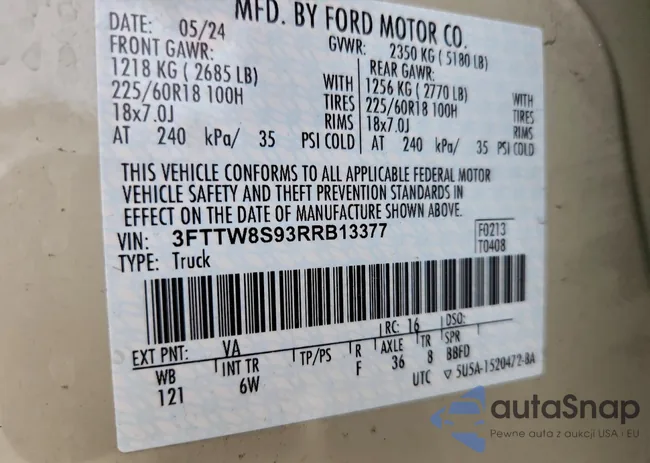 MFD. BY FORD MOTOR CO.
DATE: 05/24 GVWR: 2350 KG ( 5180 LB)
FRONT GAWR: REAR GAWR:
1218 KG ( 2685 LB) WITH 1256 KG ( 2770 LB) WITH
225/60R18 100H TIRES 225/60R18 100H TIRES
18x7.0J RIMS 18x7.0J RIMS
AT 240 kPa/ 35 PSI COLD AT 240 kPa/ 35 PSI COLD
THIS VEHICLE CONFORMS TO ALL APPLICABLE FEDERAL MOTOR
VEHICLE SAFETY AND THEFT PREVENTION STANDARDS IN
EFFECT ON THE DATE OF MANUFACTURE SHOWN ABOVE.
VIN: 3FTTW8S93RRB13377 F0213
TYPE: Truck T0408
RC: 16 DSO:
EXT PNT: VA
WB INT TR TP/PS R AXLE TR SPR
121 6W F 36 8 BBFD
UTC 5U5A-1520472-BA
autaSnap
Pewne auta z aukcji USA i EU